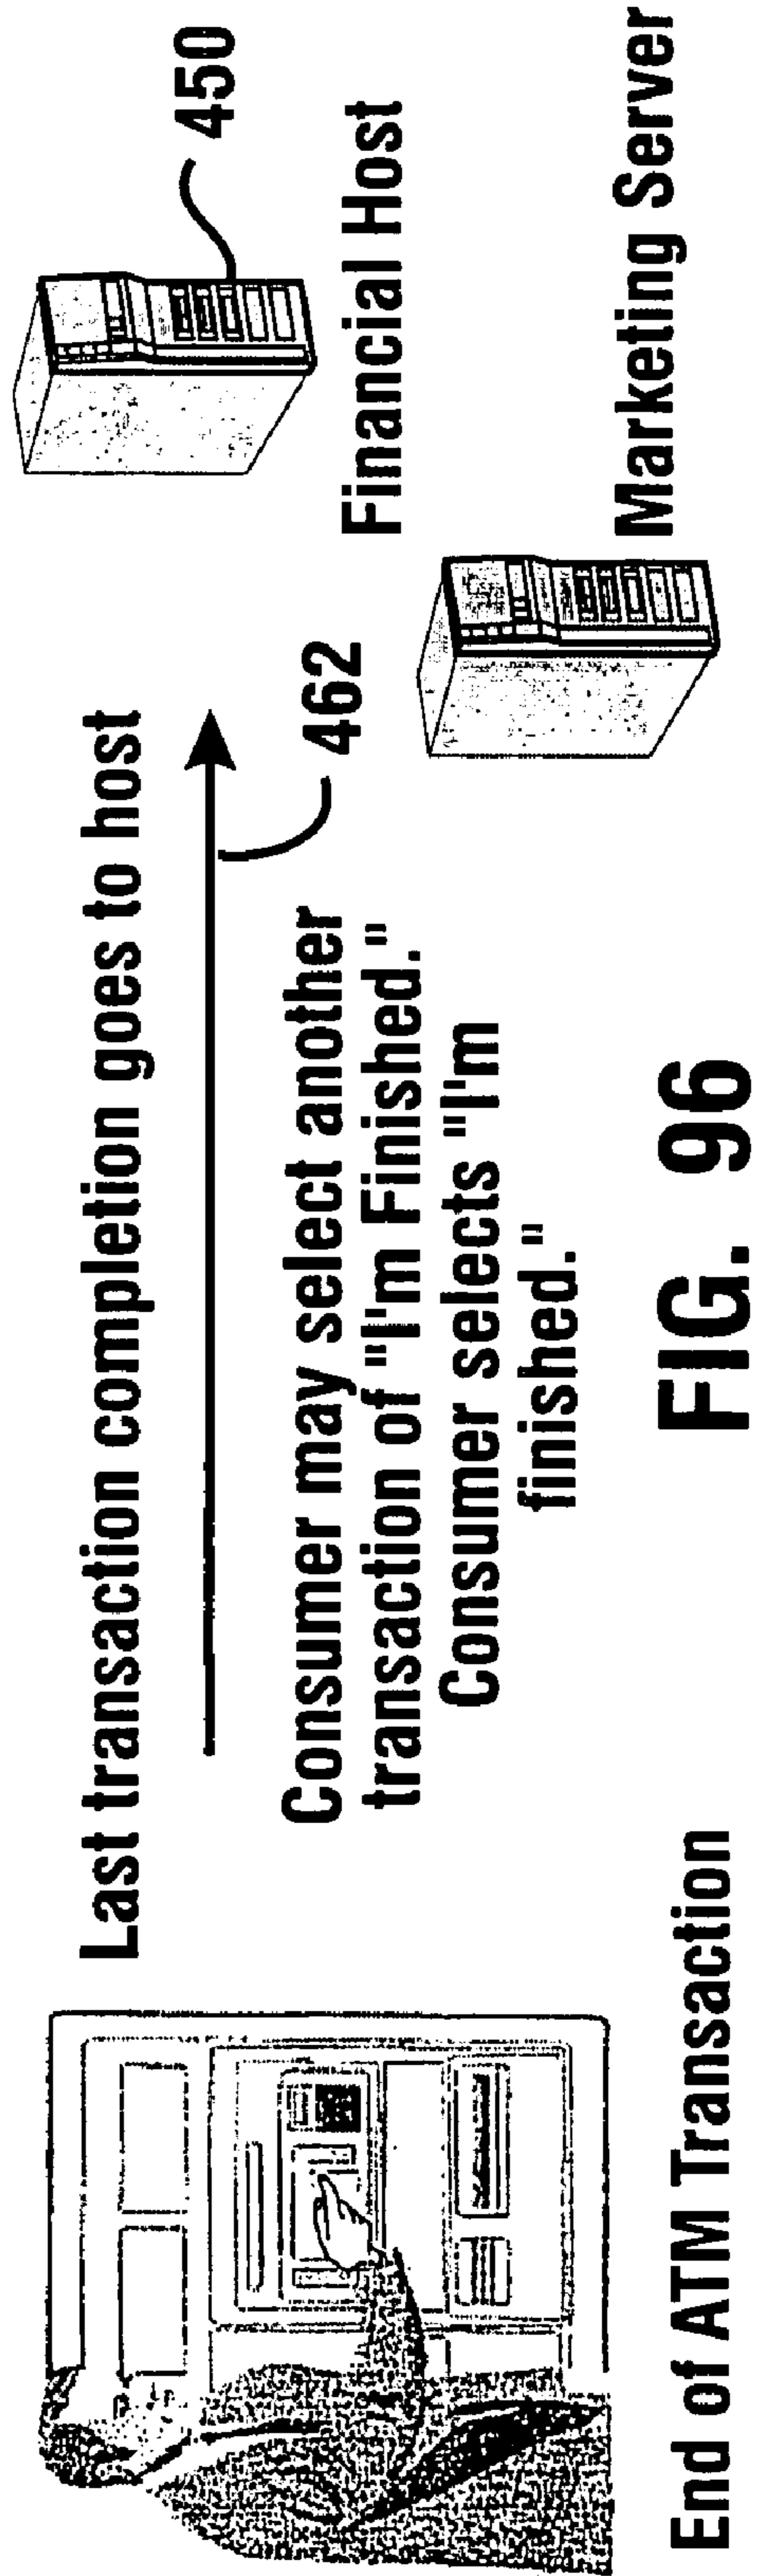 Last transaction completion goes to host
450
462
Financial Host
Consumer may select another
transaction of "I'm Finished."
Consumer selects "I'm
finished."
Marketing Server
End of ATM Transaction
FIG. 96